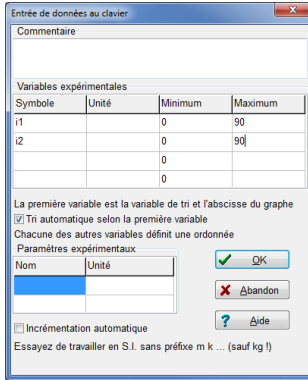 Entrée de données au clavier
Commentaire
Variables expérimentales
Symbole Unité Minimum Maximum
i1 0 90
i2 0 90
0
0
La première variable est la variable de tri et l'abscisse du graphe
Tri automatique selon la première variable
Chacune des autres variables définit une ordonnée
Paramètres expérimentaux
Nom Unité
OK
Abandon
Aide
Incrémentation automatique
Essayez de travailler en S.I. sans préfixe m k ... (sauf kg !)